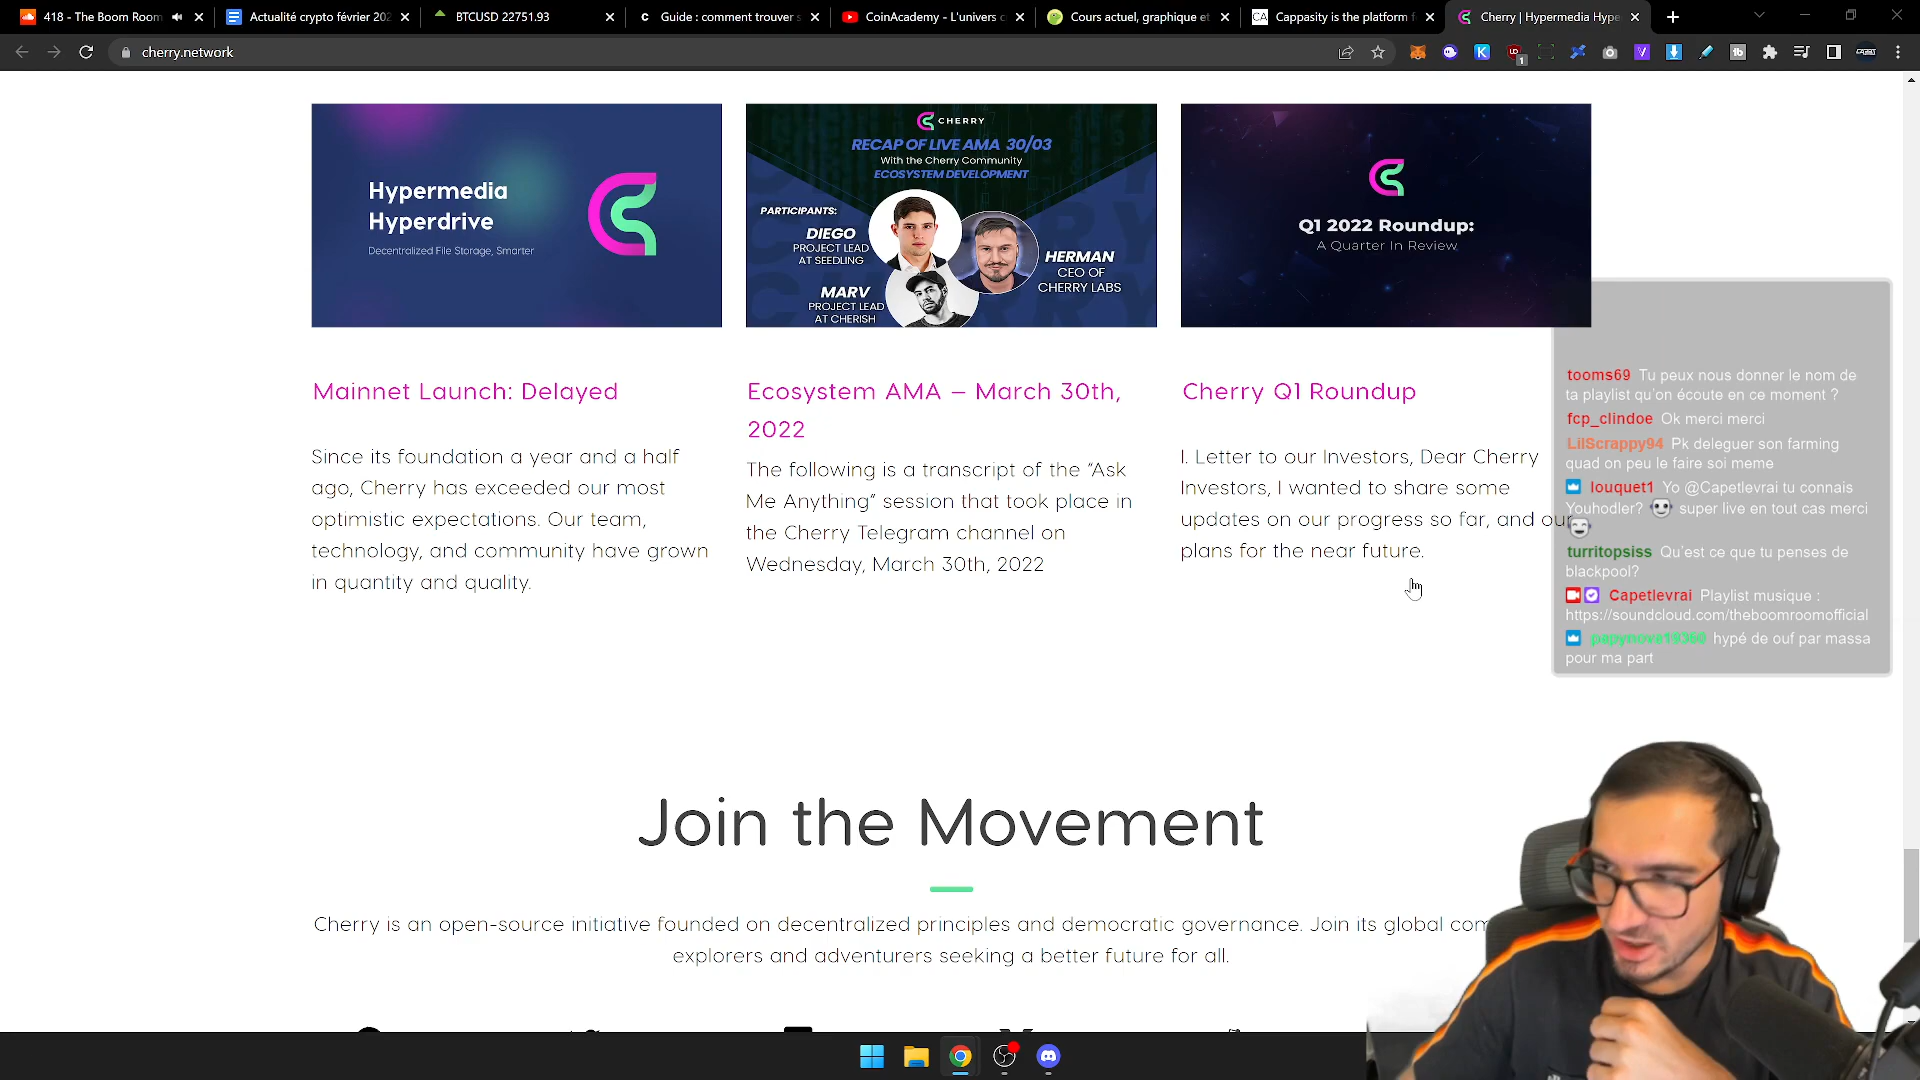 418 - The Boom Room
Actualité crypto février 202
BTCUSD 22751.93
Guide : comment trouver s
CoinAcademy - L'univers c
Cours actuel, graphique et
Cappasity is the platform f
Cherry | Hypermedia Hype
cherry.network
Hypermedia
Hyperdrive
Decentralized File Storage, Smarter
CHERRY
RECAP OF LIVE AMA 30/03
With the Cherry Community
ECOSYSTEM DEVELOPMENT
PARTICIPANTS:
DIEGO
PROJECT LEAD
AT SEEDLING
HERMAN
CEO OF
CHERRY LABS
MARV
PROJECT LEAD
AT CHERISH
Q1 2022 Roundup:
A Quarter In Review
Mainnet Launch: Delayed
Since its foundation a year and a half
ago, Cherry has exceeded our most
optimistic expectations. Our team,
technology, and community have grown
in quantity and quality.
Ecosystem AMA – March 30th,
2022
The following is a transcript of the “Ask
Me Anything” session that took place in
the Cherry Telegram channel on
Wednesday, March 30th, 2022
Cherry Q1 Roundup
I. Letter to our Investors, Dear Cherry
Investors, I wanted to share some
updates on our progress so far, and our
plans for the near future.
tooms69 Tu peux nous donner le nom de
ta playlist qu'on écoute en ce moment ?
fcp_clindoe Ok merci merci
LilScrappy94 Pk deleguer son farming
quad on peu le faire soi meme
louquet1 Yo @Capetlevrai tu connais
Youhodler? super live en tout cas merci
turritopsiss Qu'est ce que tu penses de
blackpool?
Capetlevrai Playlist musique :
https://soundcloud.com/theboomroomofficial
papynova19360 hypé de ouf par massa
pour ma part
Join the Movement
Cherry is an open-source initiative founded on decentralized principles and democratic governance. Join its global com
explorers and adventurers seeking a better future for all.